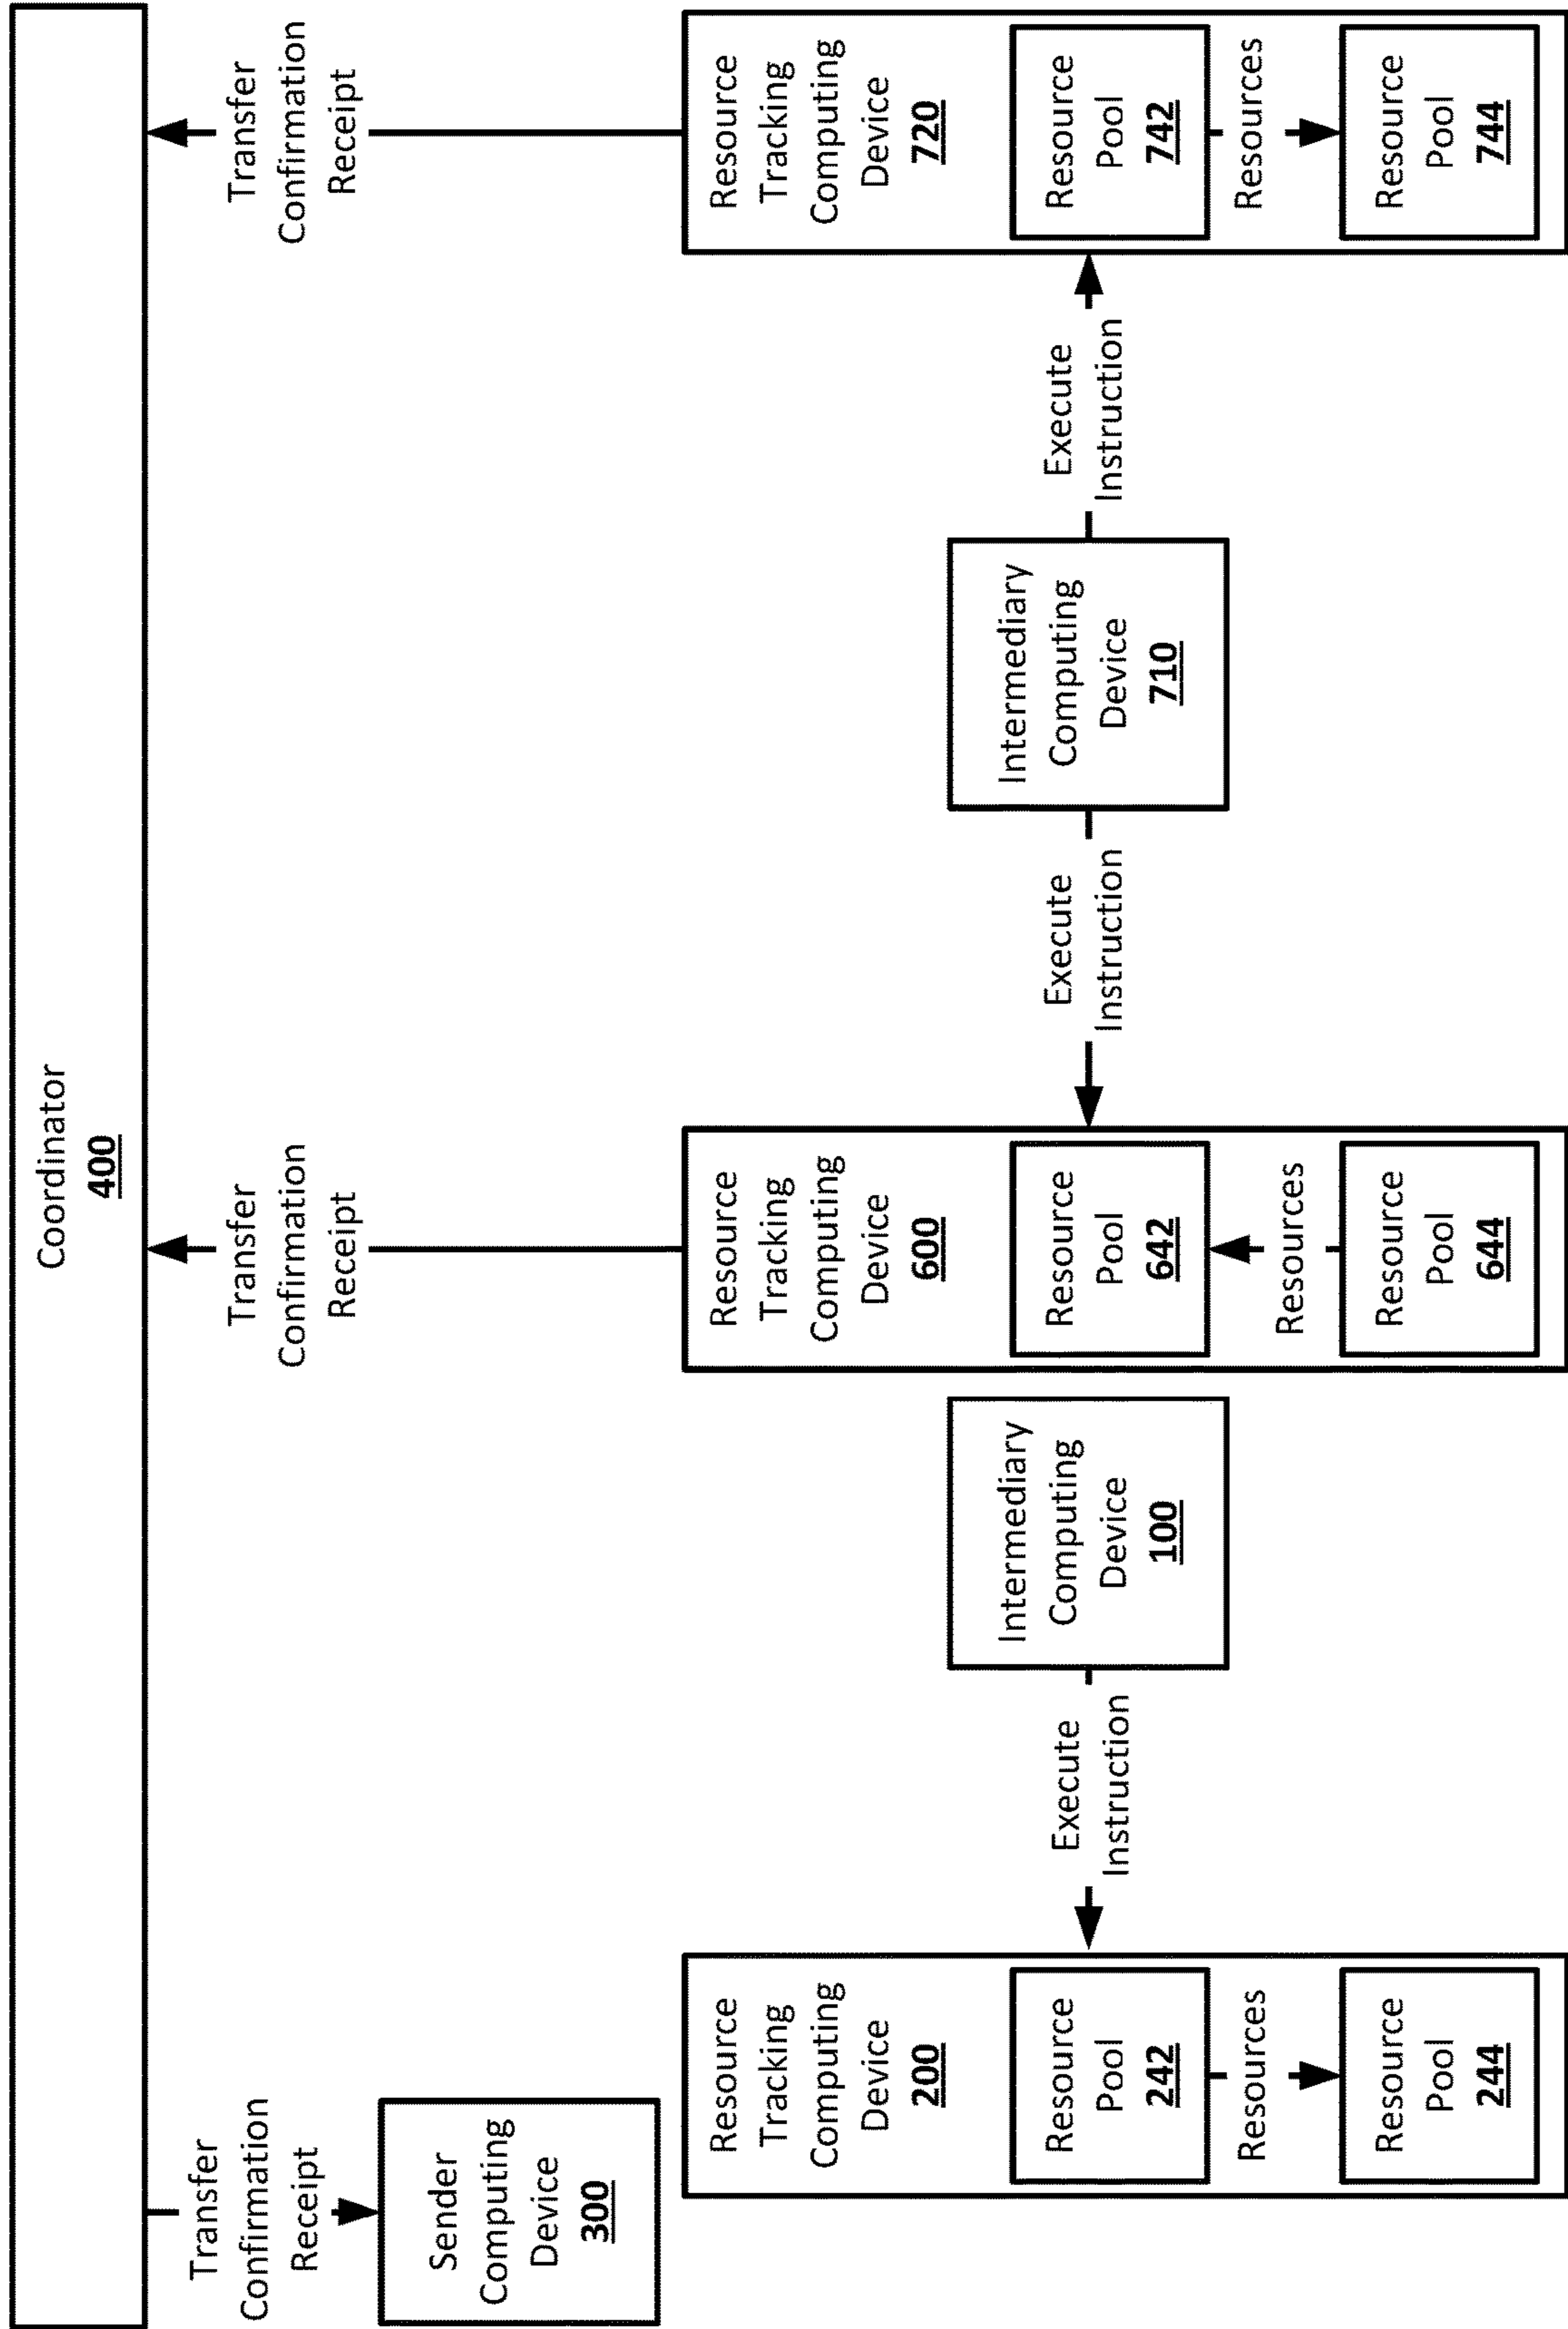 Coordinator
400
Transfer
Confirmation
Receipt
Transfer
Confirmation
Receipt
Transfer
Confirmation
Receipt
Sender
Computing
Device
300
Resource
Tracking
Computing
Device
200
Resource
Pool
242
Resources
Resource
Pool
244
Execute
Instruction
Intermediary
Computing
Device
100
Resource
Tracking
Computing
Device
600
Resource
Pool
642
Resources
Resource
Pool
644
Execute
Instruction
Intermediary
Computing
Device
710
Execute
Instruction
Resource
Tracking
Computing
Device
720
Resource
Pool
742
Resources
Resource
Pool
744